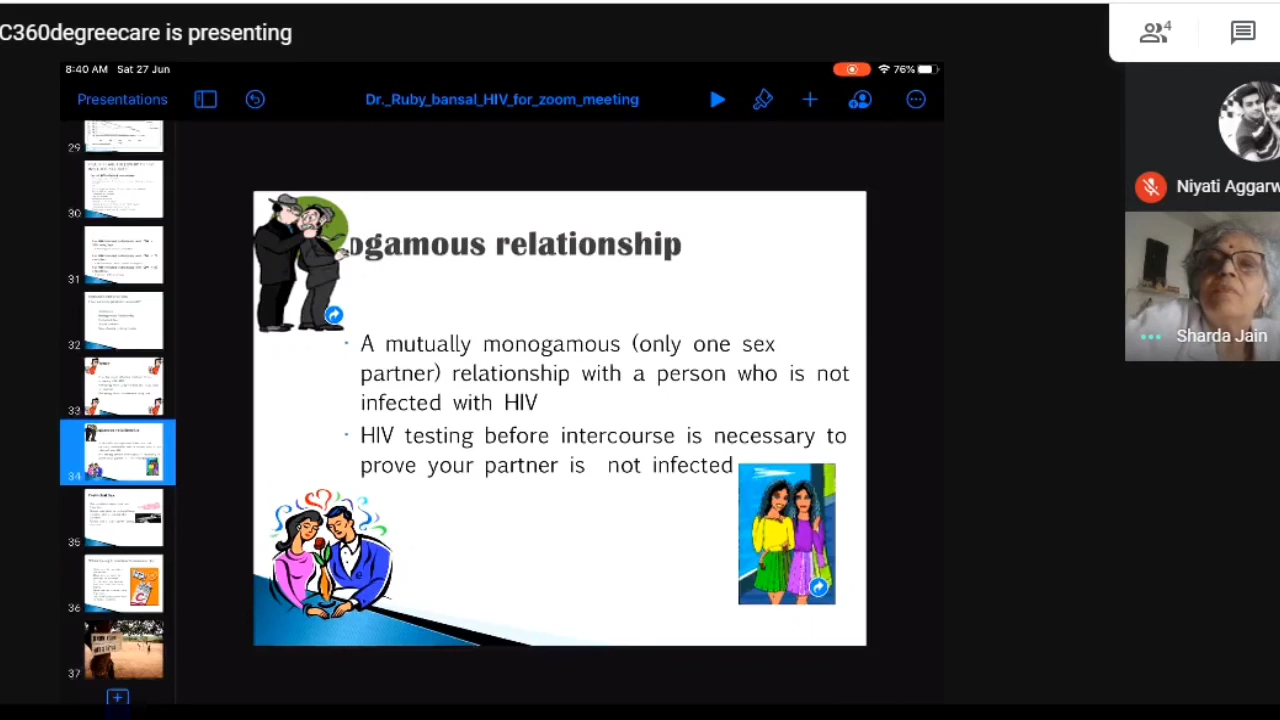 C360degreecare is presenting
4
8:40 AM Sat 27 Jun
76%
Presentations
Dr._Ruby_bansal_HIV_for_zoom_meeting
29
30
31
32
33
34
35
36
37
ogamous relationship
· A mutually monogamous (only one sex
partner) relationship with a person who is not
infected with HIV
· HIV testing before intercourse is necessary to
prove your partner is not infected
Niyati Aggarw
Sharda Jain